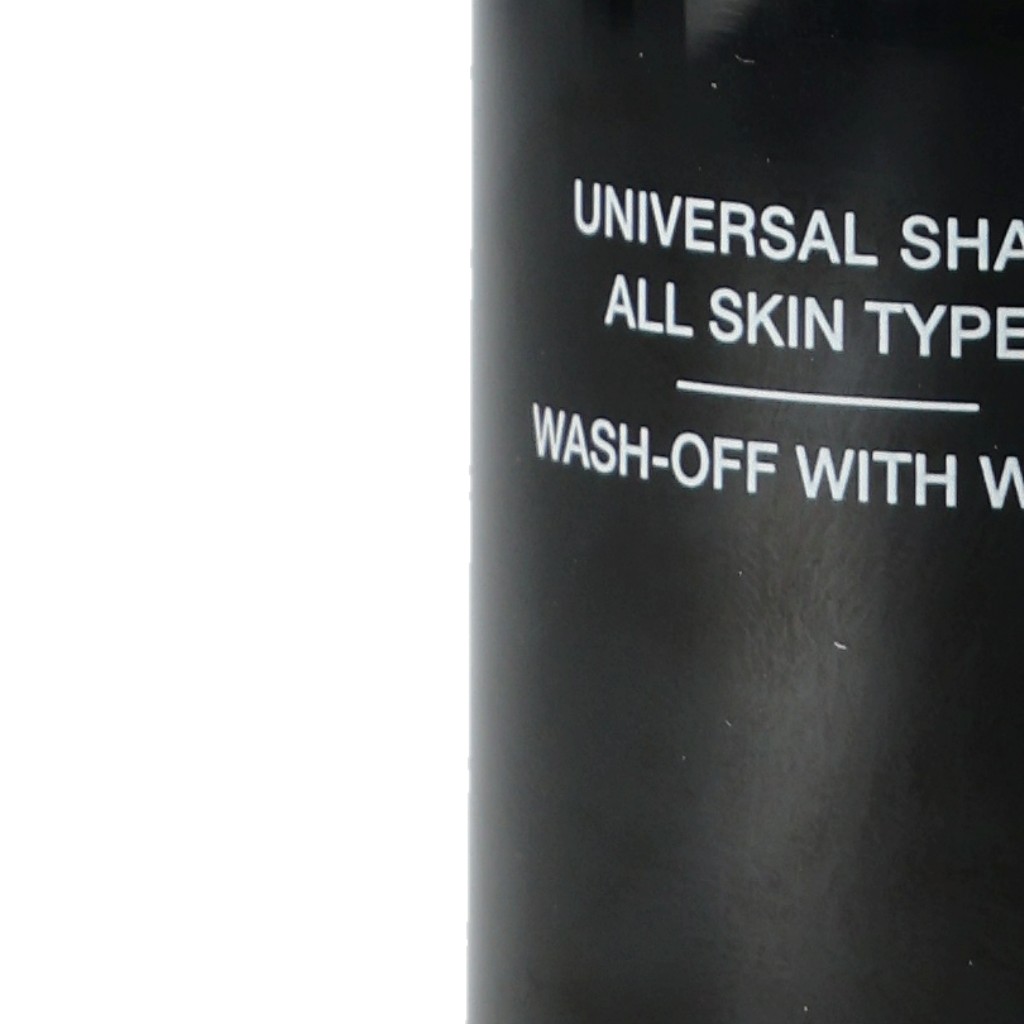 UNIVERSAL SHA
ALL SKIN TYPE
WASH-OFF WITH W